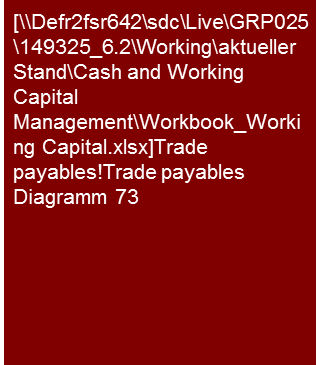 [\\Defr2fsr642\sdc\Live\GRP025
\149325_6.2\Working\aktueller
Stand\Cash and Working
Capital
Management\Workbook_Worki
ng Capital.xlsx]Trade
payables!Trade payables
Diagramm 73